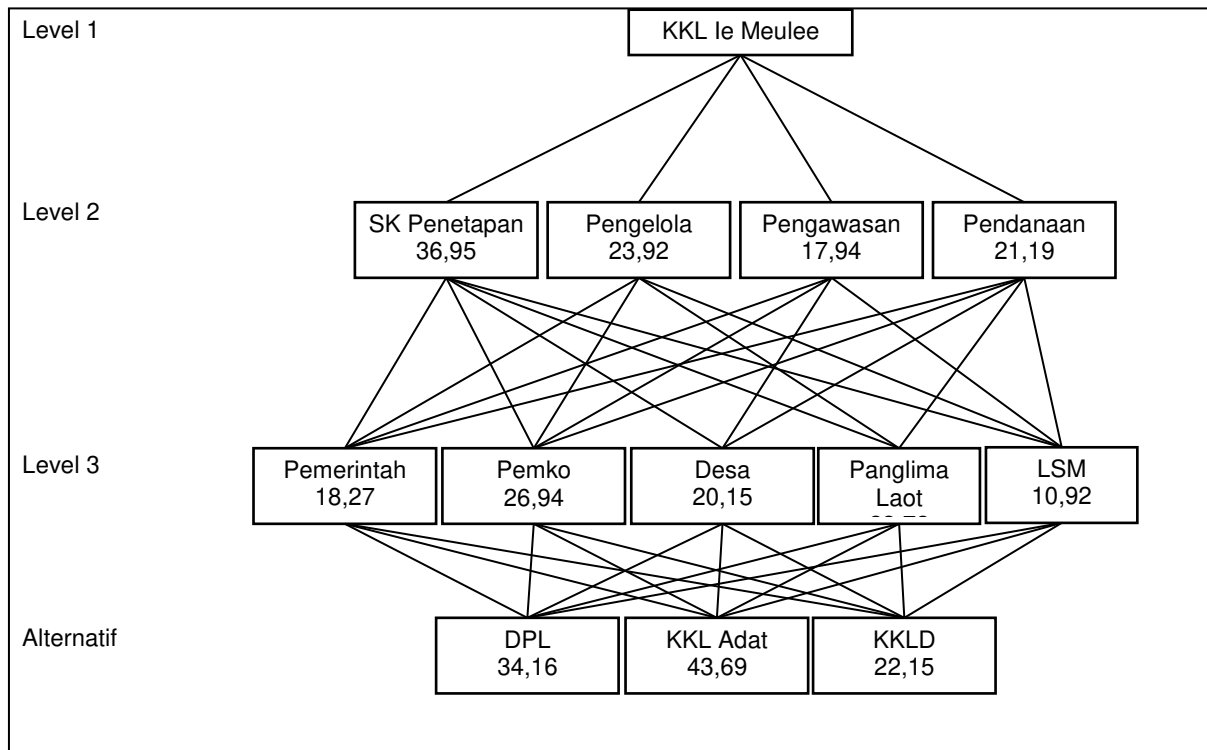 Level 1
KKL Ie Meulee
Level 2
SK Penetapan
36,95
Pengelola
23,92
Pengawasan
17,94
Pendanaan
21,19
Level 3
Pemerintah
18,27
Pemko
26,94
Desa
20,15
Panglima
Laot
LSM
10,92
Alternatif
DPL
34,16
KKL Adat
43,69
KKLD
22,15